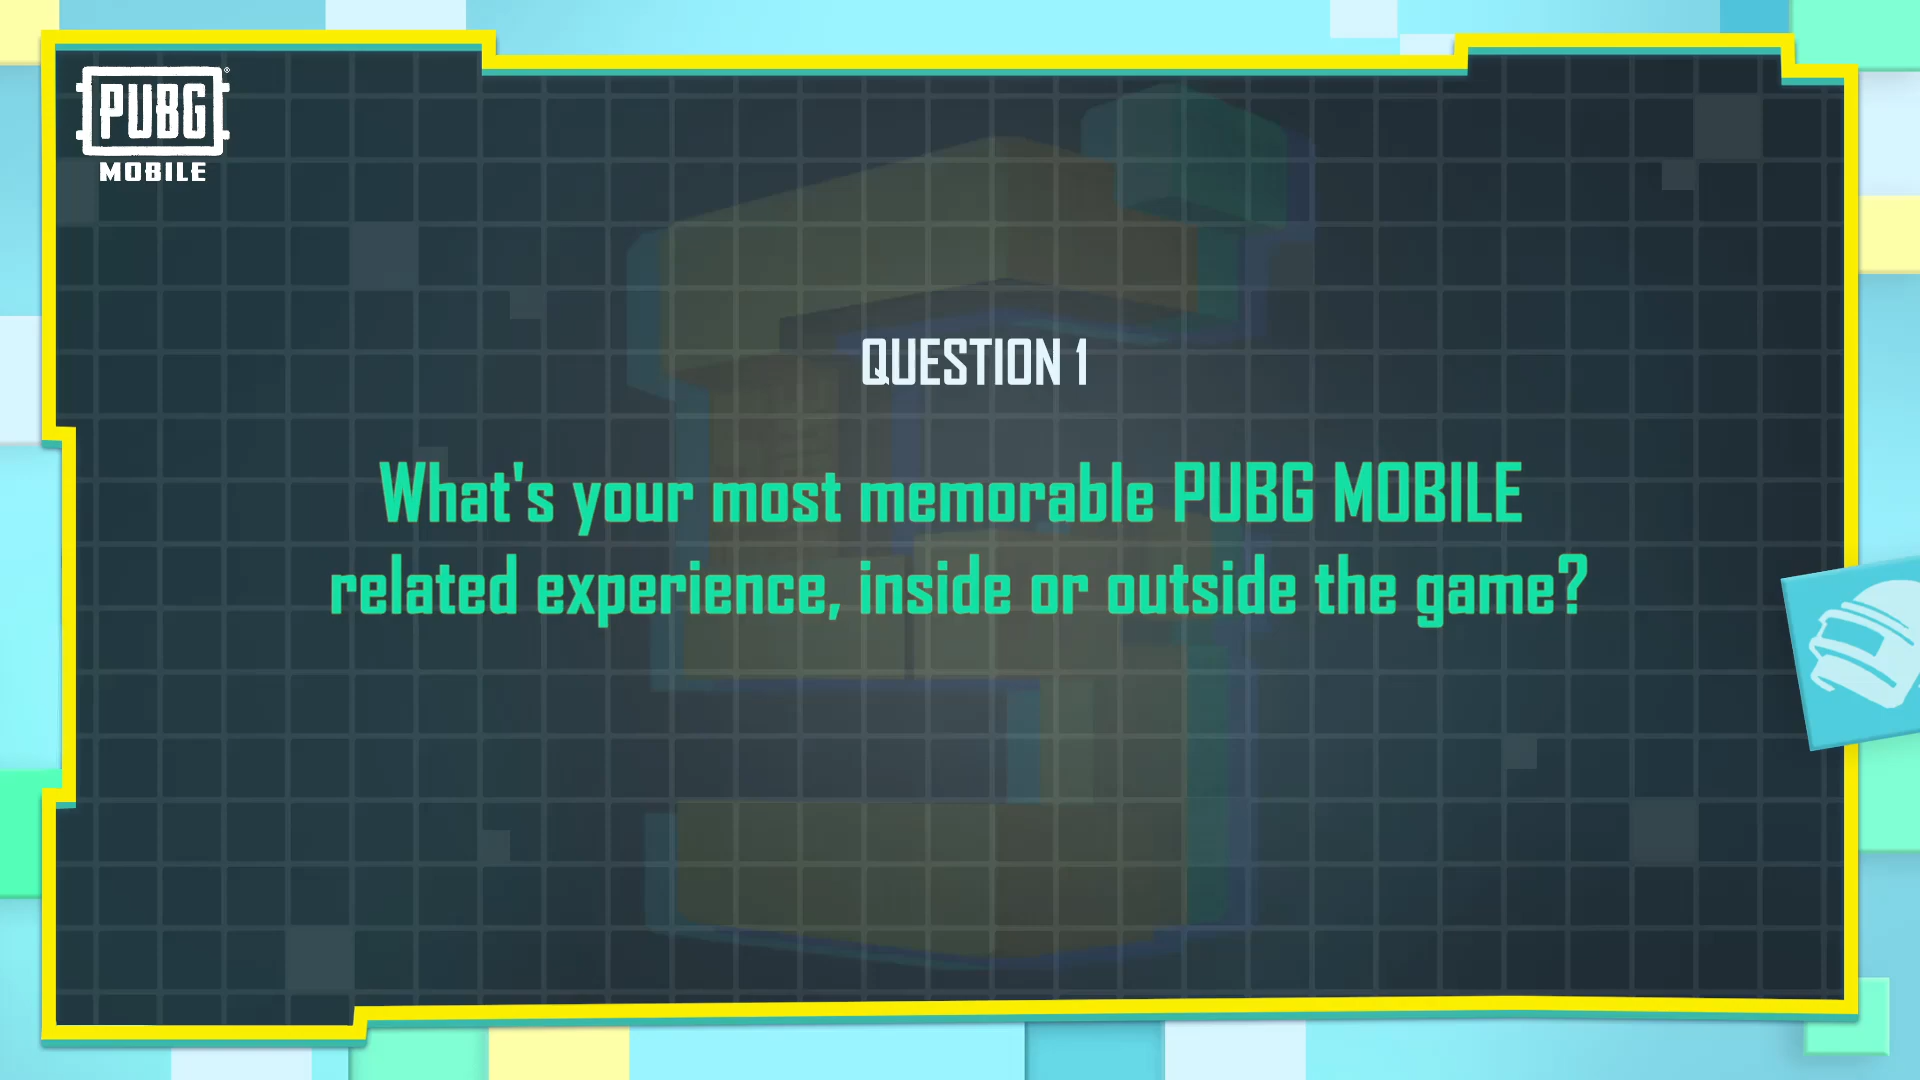 PUBG
MOBILE
QUESTION 1
What's your most memorable PUBG MOBILE
related experience, inside or outside the game?